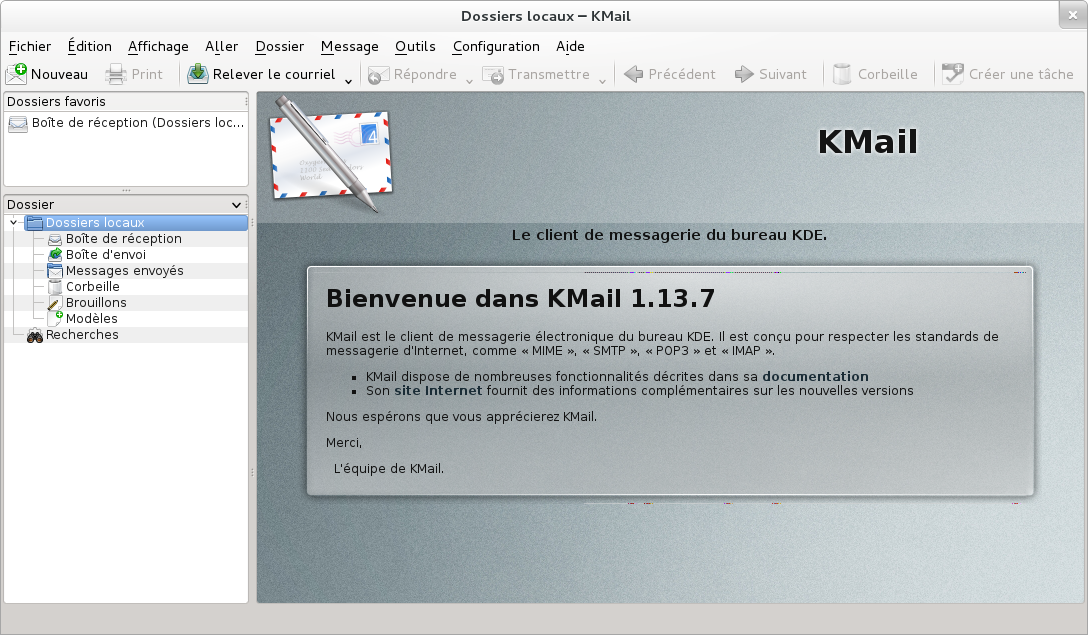 Dossiers locaux – KMail
Fichier Édition Affichage Aller Dossier Message Outils Configuration Aide
Nouveau Print Relever le courriel Répondre Transmettre Précédent Suivant Corbeille Créer une tâche
Dossiers favoris
Boîte de réception (Dossiers loc...
Dossier
Dossiers locaux
Boîte de réception
Boîte d'envoi
Messages envoyés
Corbeille
Brouillons
Modèles
Recherches
4
KMail
Le client de messagerie du bureau KDE.
Bienvenue dans KMail 1.13.7
KMail est le client de messagerie électronique du bureau KDE. Il est conçu pour respecter les standards de
messagerie d'Internet, comme « MIME », « SMTP », « POP3 » et « IMAP ».
KMail dispose de nombreuses fonctionnalités décrites dans sa documentation
Son site Internet fournit des informations complémentaires sur les nouvelles versions
Nous espérons que vous apprécierez KMail.
Merci,
L'équipe de KMail.